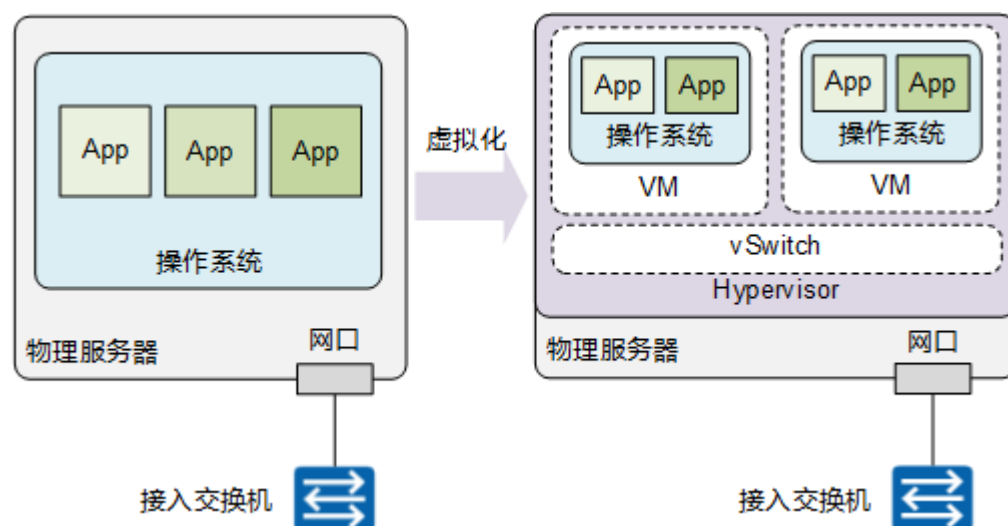 App
App
App
操作系统
物理服务器
网口
接入交换机
虚拟化
App
App
操作系统
VM
App
App
操作系统
VM
vSwitch
Hypervisor
物理服务器
网口
接入交换机